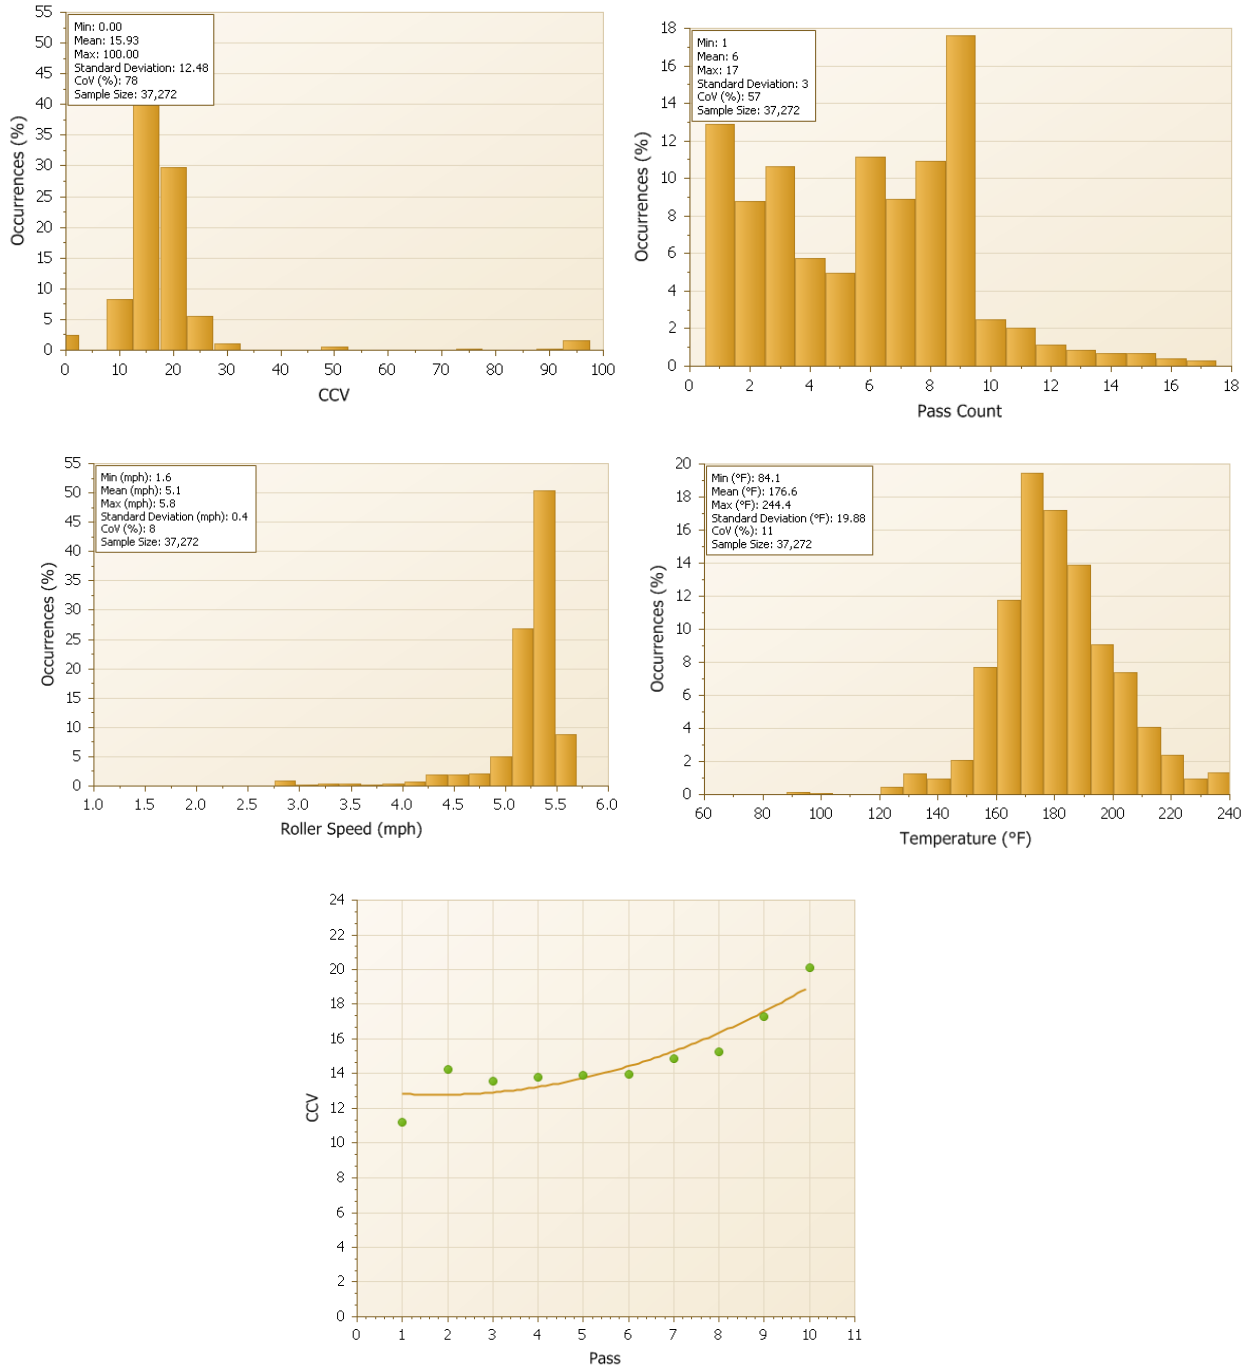 55
50
45
40
35
30
25
20
15
10
5
0
Occurrences (%)
Min: 0.00
Mean: 15.93
Max: 100.00
Standard Deviation: 12.48
CoV (%): 78
Sample Size: 37,272
0 10 20 30 40 50 60 70 80 90 100
CCV
18
16
14
12
10
8
6
4
2
0
Occurrences (%)
Min: 1
Mean: 6
Max: 17
Standard Deviation: 3
CoV (%): 57
Sample Size: 37,272
0 2 4 6 8 10 12 14 16 18
Pass Count
55
50
45
40
35
30
25
20
15
10
5
0
Occurrences (%)
Min (mph): 1.6
Mean (mph): 5.1
Max (mph): 5.8
Standard Deviation (mph): 0.4
CoV (%): 8
Sample Size: 37,272
1.0 1.5 2.0 2.5 3.0 3.5 4.0 4.5 5.0 5.5 6.0
Roller Speed (mph)
20
18
16
14
12
10
8
6
4
2
0
Occurrences (%)
Min (°F): 84.1
Mean (°F): 176.6
Max (°F): 244.4
Standard Deviation (°F): 19.88
CoV (%): 11
Sample Size: 37,272
60 80 100 120 140 160 180 200 220 240
Temperature (°F)
24
22
20
18
16
14
12
10
8
6
4
2
0
CCV
0 1 2 3 4 5 6 7 8 9 10 11
Pass